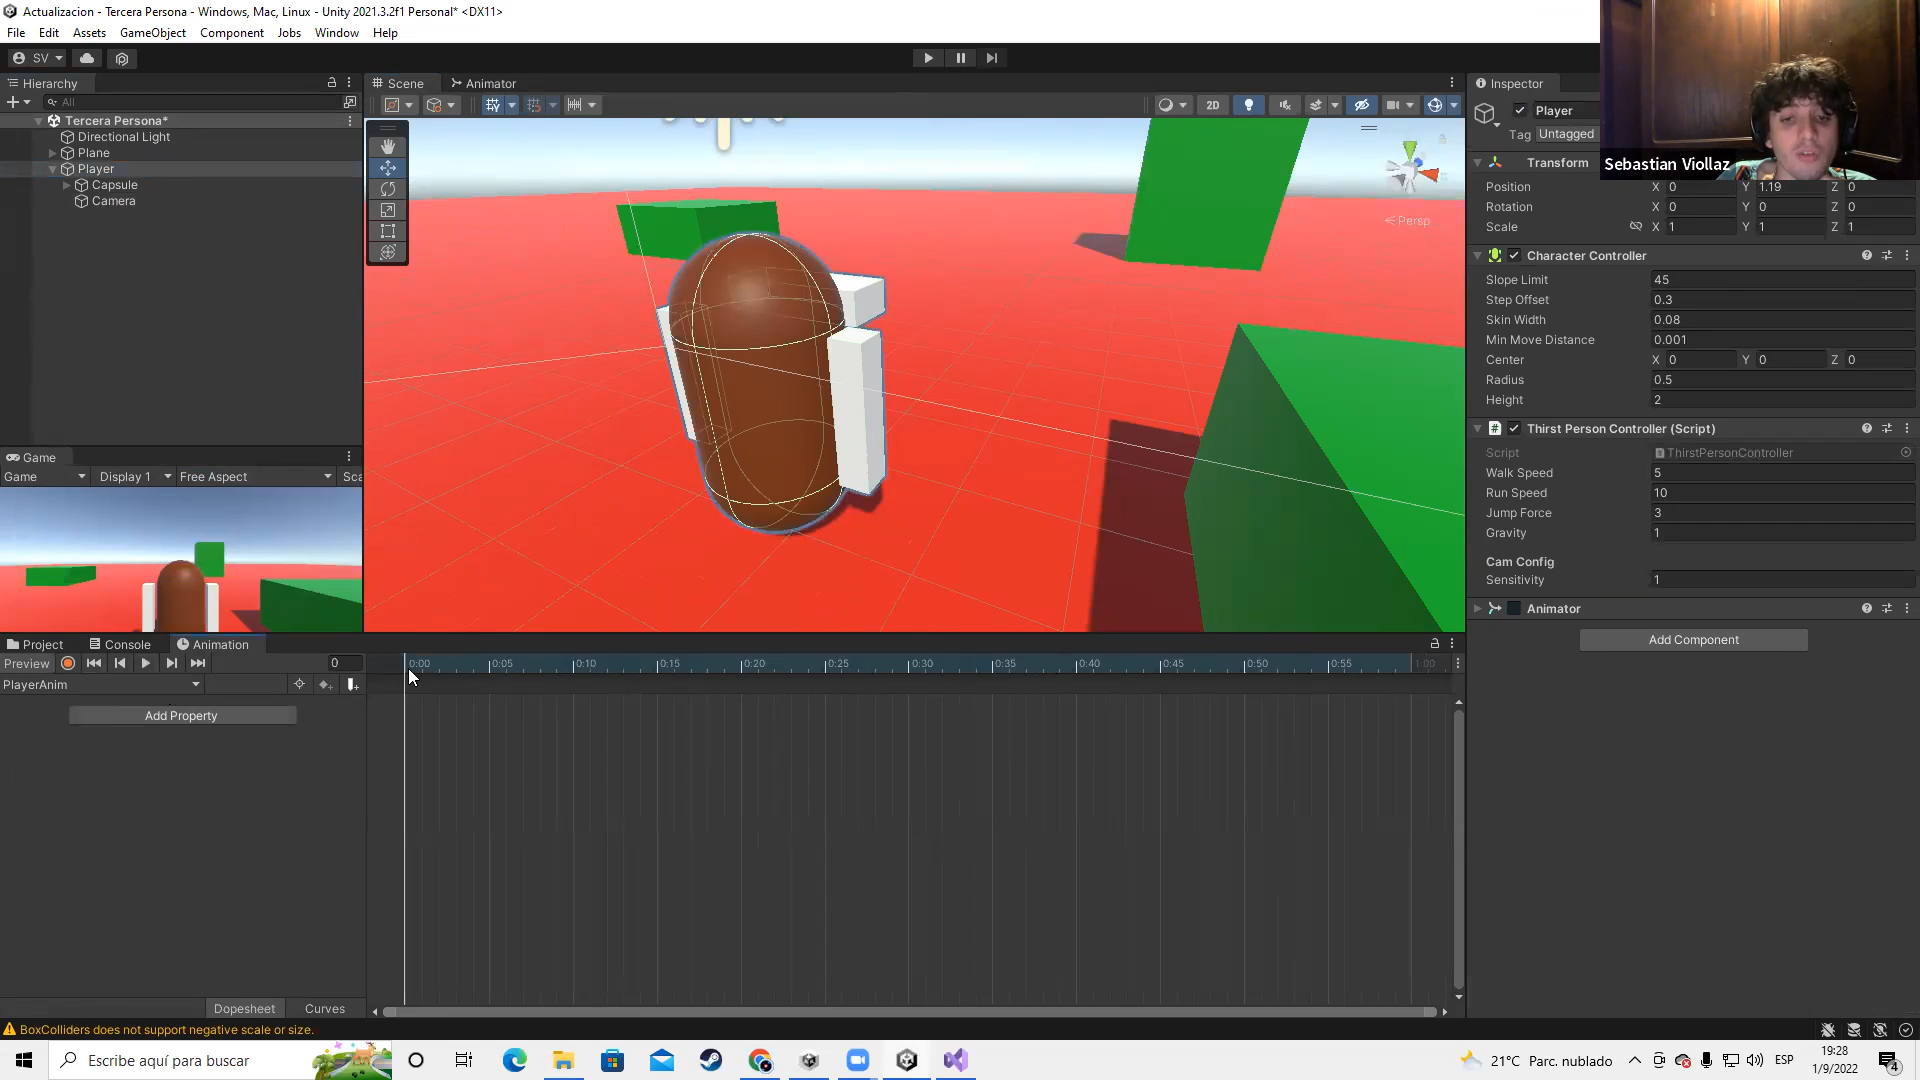 Actualizacion - Tercera Persona - Windows, Mac, Linux - Unity 2021.3.2f1 Personal* <DX11>
File Edit Assets GameObject Component Jobs Window Help
SV
Hierarchy
All
Tercera Persona*
Directional Light
Plane
Player
Capsule
Camera
Scene Animator
2D
Persp
Game
Game Display 1 Free Aspect Sca
Inspector
Player
Tag Untagged
Transform
Position X 0 Y 1.19 Z 0
Rotation X 0 Y 0 Z 0
Scale X 1 Y 1 Z 1
Character Controller
Slope Limit 45
Step Offset 0.3
Skin Width 0.08
Min Move Distance 0.001
Center X 0 Y 0 Z 0
Radius 0.5
Height 2
Thirst Person Controller (Script)
Script ThirstPersonController
Walk Speed 5
Run Speed 10
Jump Force 3
Gravity 1
Cam Config
Sensitivity 1
Animator
Add Component
Sebastian Viollaz
Project Console Animation
Preview 0
0:00 0:05 0:10 0:15 0:20 0:25 0:30 0:35 0:40 0:45 0:50 0:55 1:00
PlayerAnim
Add Property
Dopesheet Curves
BoxColliders does not support negative scale or size.
Escribe aquí para buscar
21°C Parc. nublado
ESP
19:28
1/9/2022
4